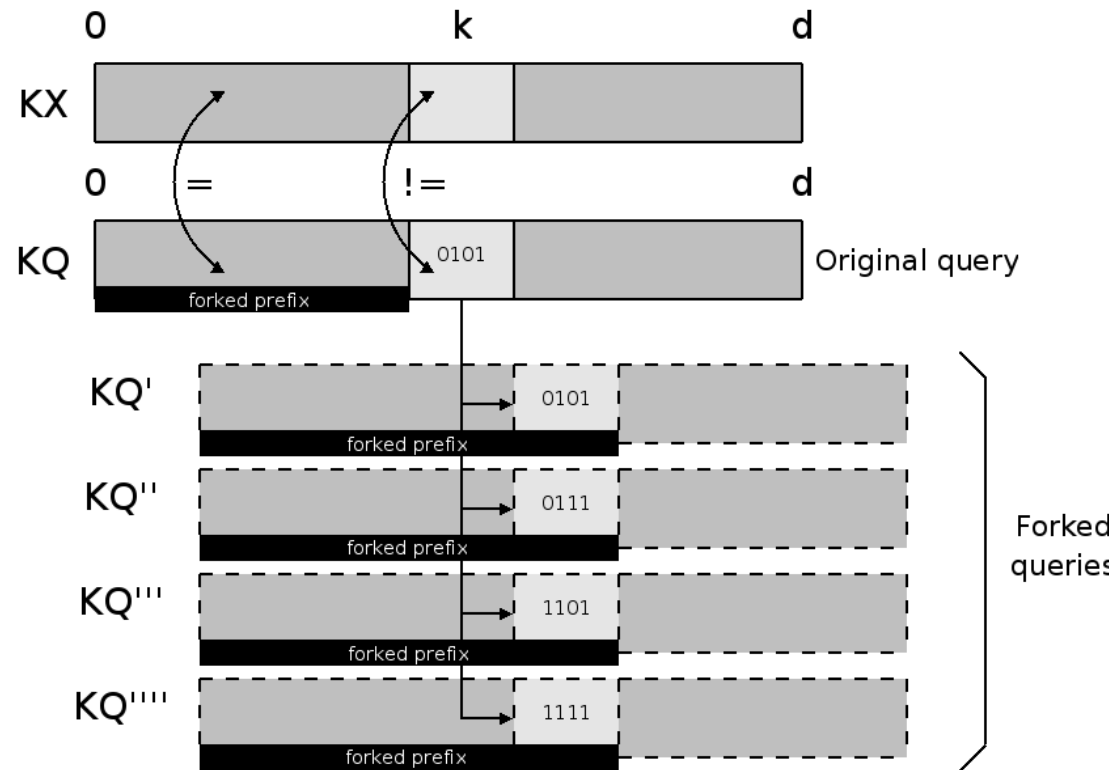 0 k d
KX
=
!=
0 d
KQ
0101
Original query
forked prefix
KQ'
0101
forked prefix
KQ''
0111
forked prefix
Forked
queries
KQ'''
1101
forked prefix
KQ''''
1111
forked prefix